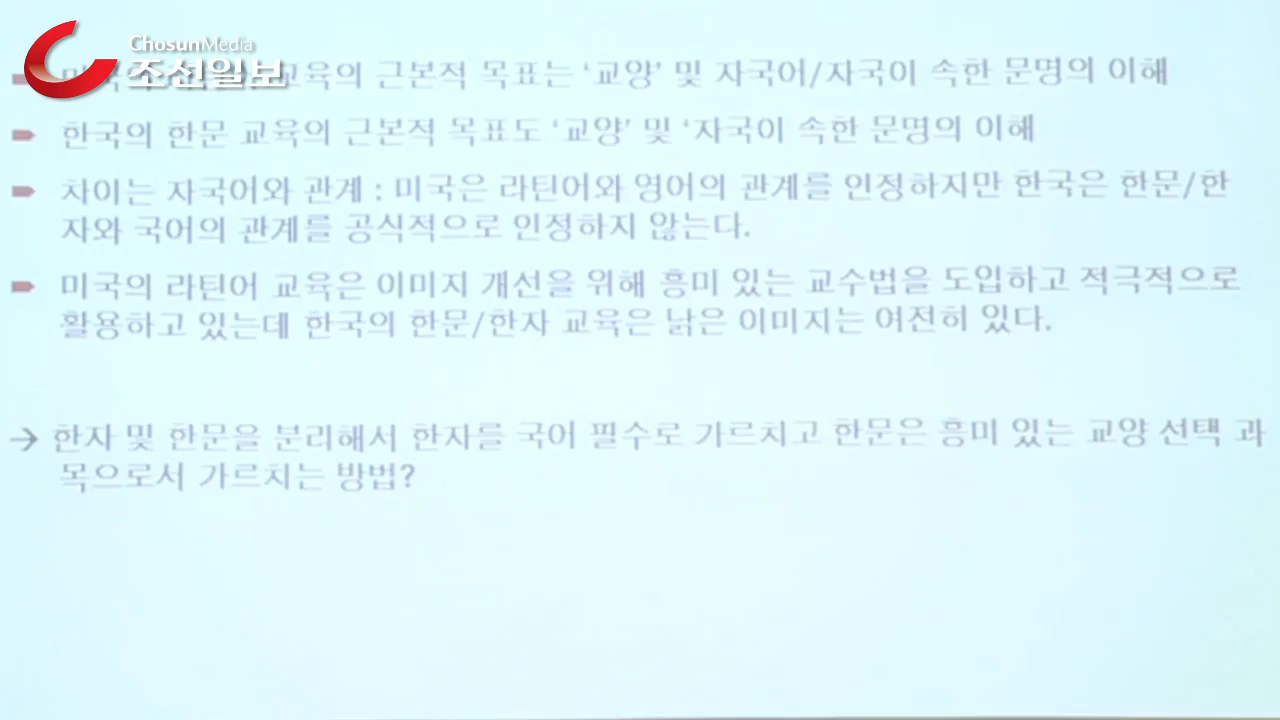 ChosunMedia
조선일보
교육의 근본적 목표는 ‘교양’ 및 자국어/자국이 속한 문명의 이해
한국의 한문 교육의 근본적 목표도 ‘교양’ 및 ‘자국이 속한 문명의 이해
차이는 자국어와 관계 : 미국은 라틴어와 영어의 관계를 인정하지만 한국은 한문/한
자와 국어의 관계를 공식적으로 인정하지 않는다.
미국의 라틴어 교육은 이미지 개선을 위해 흥미 있는 교수법을 도입하고 적극적으로
활용하고 있는데 한국의 한문/한자 교육은 낡은 이미지는 여전히 있다.
→ 한자 및 한문을 분리해서 한자를 국어 필수로 가르치고 한문은 흥미 있는 교양 선택 과
목으로서 가르치는 방법?